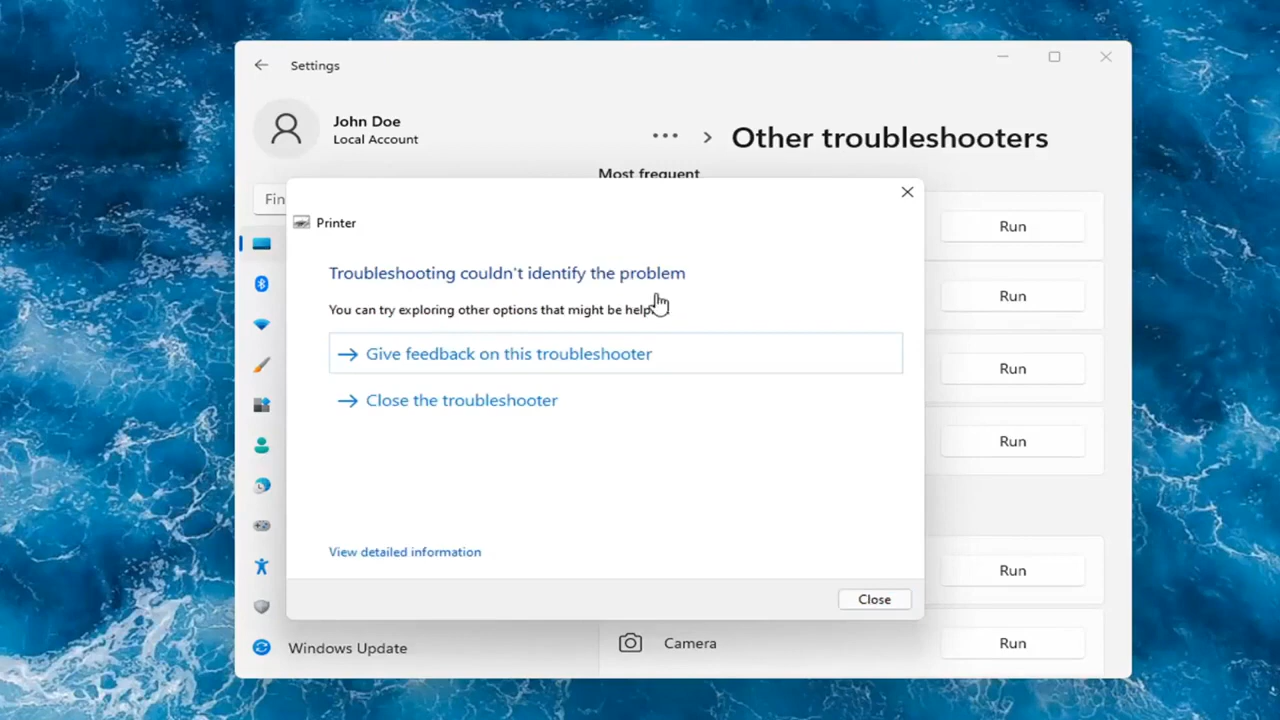 Settings
John Doe
Local Account
••• > Other troubleshooters
Most frequent
Fin
Run
Printer
Troubleshooting couldn't identify the problem
Run
You can try exploring other options that might be
Give feedback on this troubleshooter
Run
Close the troubleshooter
Run
View detailed information
Run
Close
Windows Update
Camera
Run